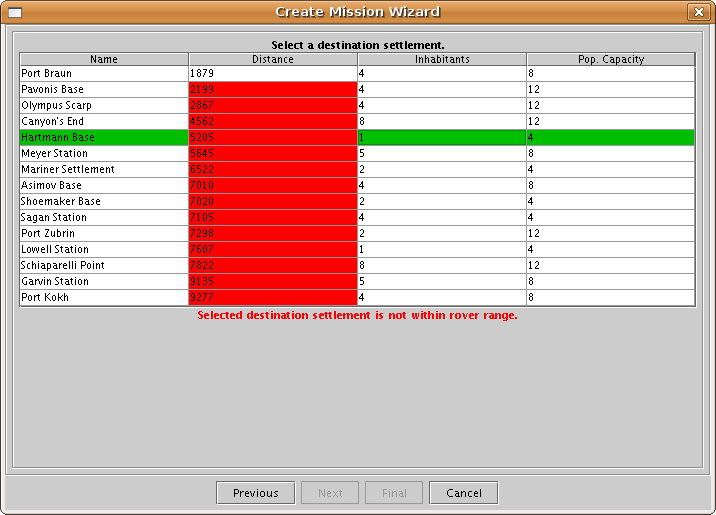 Create Mission Wizard
Select a destination settlement.
Name Distance Inhabitants Pop. Capacity
Port Braun 1879 4 8
Pavonis Base 2199 4 12
Olympus Scarp 2867 4 12
Canyon's End 4562 8 12
Hartmann Base 5205 1 4
Meyer Station 5645 5 8
Mariner Settlement 6522 2 4
Asimov Base 7010 4 8
Shoemaker Base 7020 2 4
Sagan Station 7105 4 4
Port Zubrin 7298 2 12
Lowell Station 7607 1 4
Schiaparelli Point 7822 8 12
Garvin Station 9135 5 8
Port Kokh 9277 4 8
Selected destination settlement is not within rover range.
Previous Next Final Cancel